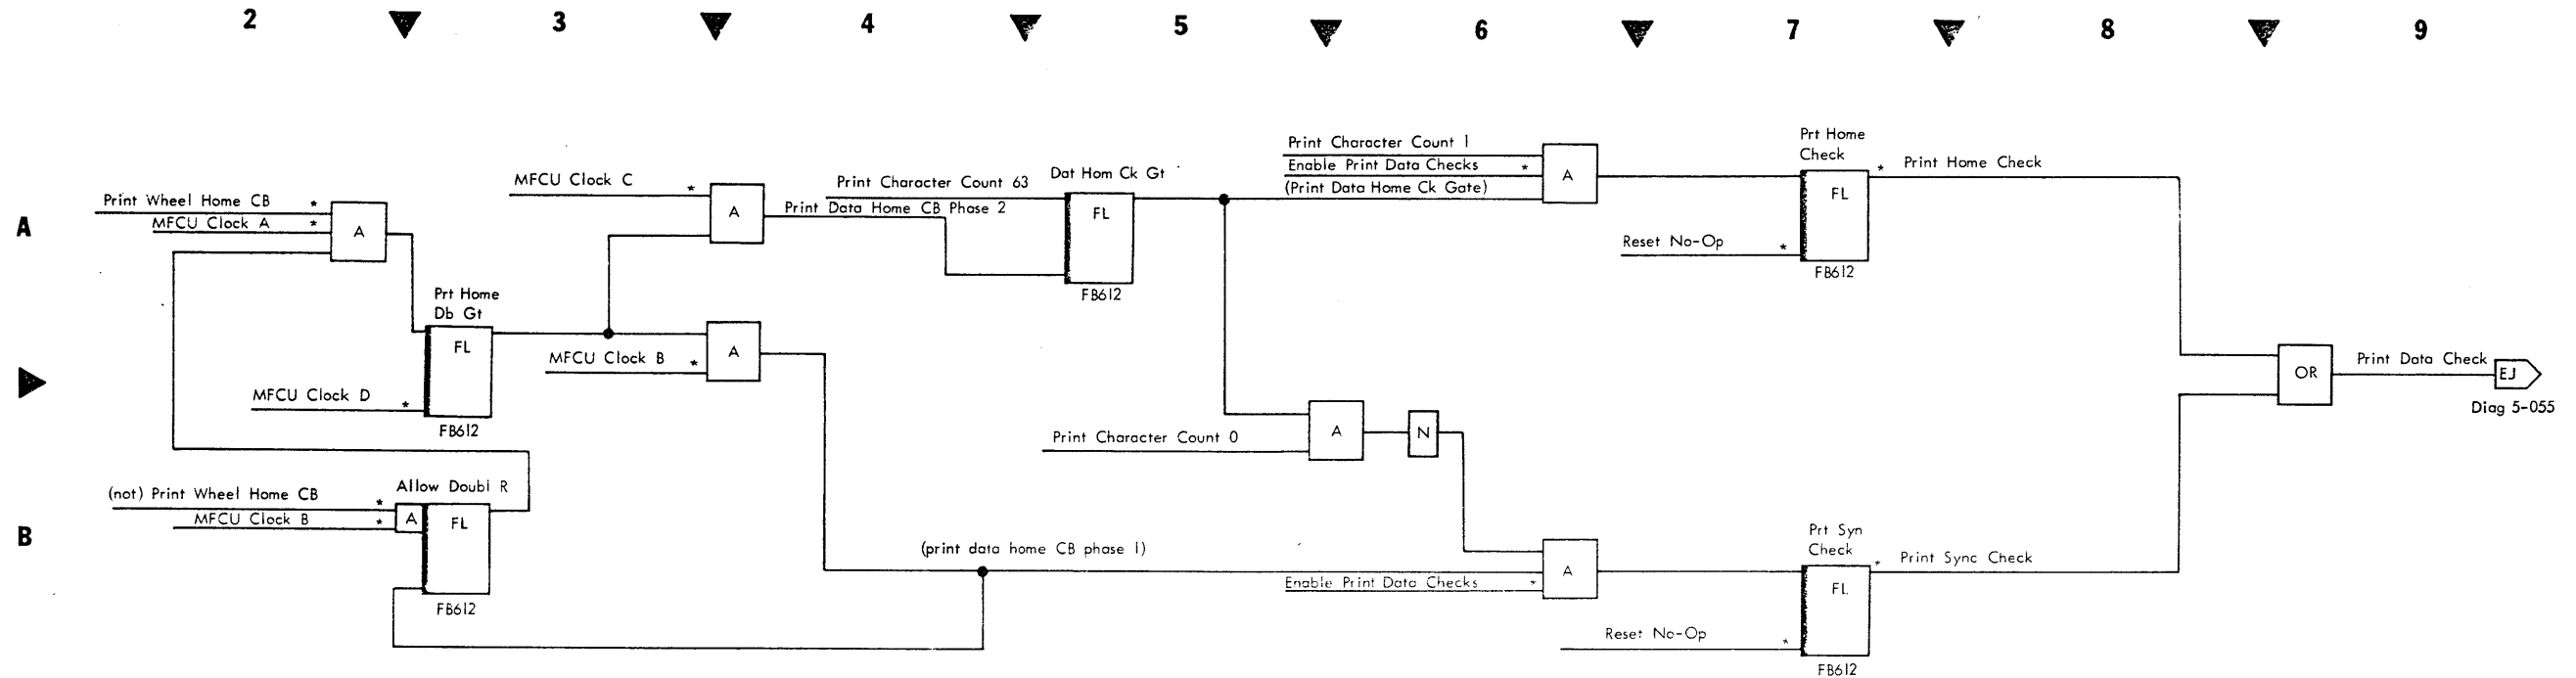 2 3 4 5 6 7 8 9
A
B
Print Wheel Home CB *
MFCU Clock A *
A
Prt Home
Db Gt
FL
MFCU Clock D *
FB612
(not) Print Wheel Home CB *
MFCU Clock B *
A
Allow Doubl R
FL
FB612
MFCU Clock C *
A
MFCU Clock B *
A
Print Character Count 63
Print Data Home CB Phase 2
Dat Hom Ck Gt
FL
FB612
Print Character Count 0
A
N
(print data home CB phase 1)
Print Character Count 1
Enable Print Data Checks *
(Print Data Home Ck Gate)
A
Enable Print Data Checks *
A
Prt Home
Check
FL
Reset No-Op *
FB612
* Print Home Check
Prt Syn
Check
FL
Reset No-Op *
FB612
* Print Sync Check
OR
Print Data Check
EJ
Diag 5-055